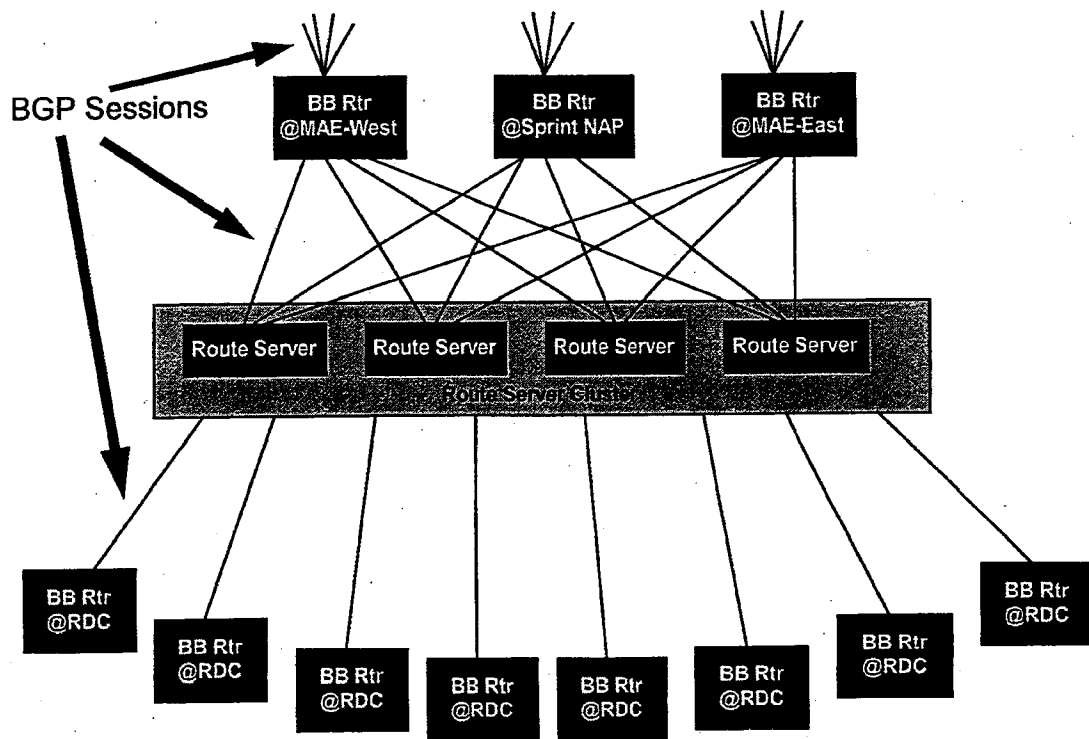 BB Rtr
@MAE-West
BB Rtr
@Sprint NAP
BB Rtr
@MAE-East
BGP Sessions
Route Server
Route Server
Route Server
Route Server
Route Server Cluster
BB Rtr
@RDC
BB Rtr
@RDC
BB Rtr
@RDC
BB Rtr
@RDC
BB Rtr
@RDC
BB Rtr
@RDC
BB Rtr
@RDC
BB Rtr
@RDC